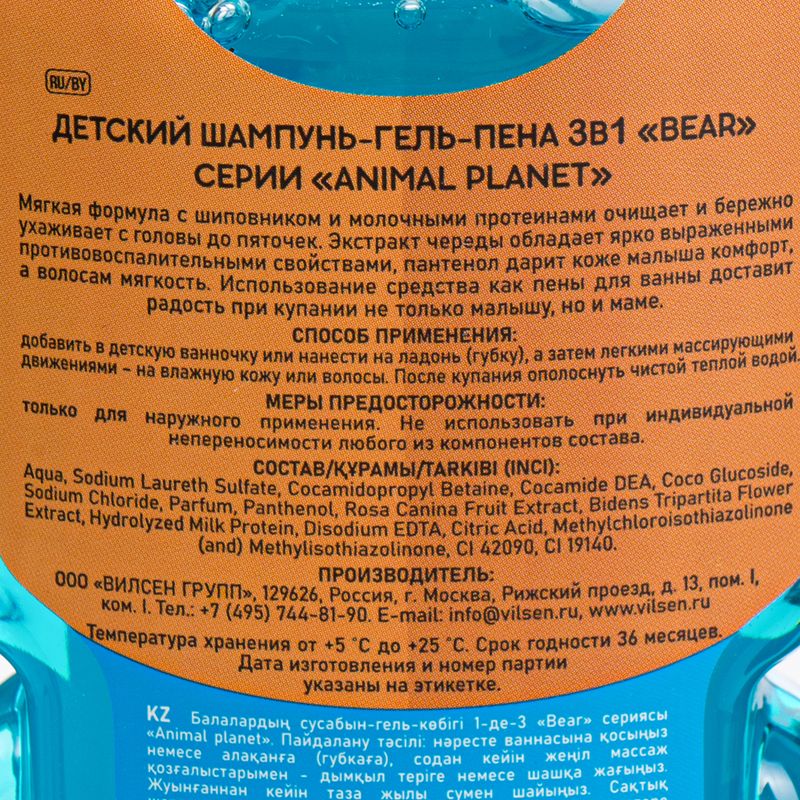 RU/BY
ДЕТСКИЙ ШАМПУНЬ-ГЕЛЬ-ПЕНА 3В1 «BEAR»
СЕРИИ «ANIMAL PLANET»
Мягкая формула с шиповником и молочными протеинами очищает и бережно
ухаживает с головы до пяточек. Экстракт череды обладает ярко выраженными
противовоспалительными свойствами, пантенол дарит коже малыша комфорт,
а волосам мягкость. Использование средства как пены для ванны доставит
радость при купании не только малышу, но и маме.
СПОСОБ ПРИМЕНЕНИЯ:
добавить в детскую ванночку или нанести на ладонь (губку), а затем легкими массирующими
движениями – на влажную кожу или волосы. После купания ополоснуть чистой теплой водой.
МЕРЫ ПРЕДОСТОРОЖНОСТИ:
только для наружного применения. Не использовать при индивидуальной
непереносимости любого из компонентов состава.
СОСТАВ/ҚҰРАМЫ/TARKIBI (INCI):
Aqua, Sodium Laureth Sulfate, Cocamidopropyl Betaine, Cocamide DEA, Coco Glucoside,
Sodium Chloride, Parfum, Panthenol, Rosa Canina Fruit Extract, Bidens Tripartita Flower
Extract, Hydrolyzed Milk Protein, Disodium EDTA, Citric Acid, Methylchloroisothiazolinone
(and) Methylisothiazolinone, CI 42090, CI 19140.
ПРОИЗВОДИТЕЛЬ:
ООО «ВИЛСЕН ГРУПП», 129626, Россия, г. Москва, Рижский проезд, д. 13, пом. I,
ком. I. Тел.: +7 (495) 744-81-90. E-mail: info@vilsen.ru, www.vilsen.ru
Температура хранения от +5 °С до +25 °С. Срок годности 36 месяцев.
Дата изготовления и номер партии
указаны на этикетке.
KZ Балалардың сусабын-гель-көбігі 1-де-3 «Bear» сериясы
«Animal planet». Пайдалану тәсілі: нәресте ваннасына қосыңыз
немесе алақанға (губкаға), содан кейін жеңіл массаж
қозғалыстарымен - дымқыл теріге немесе шашқа жағыңыз.
Жуынғаннан кейін таза жылы сумен шайыңыз. Сақтық